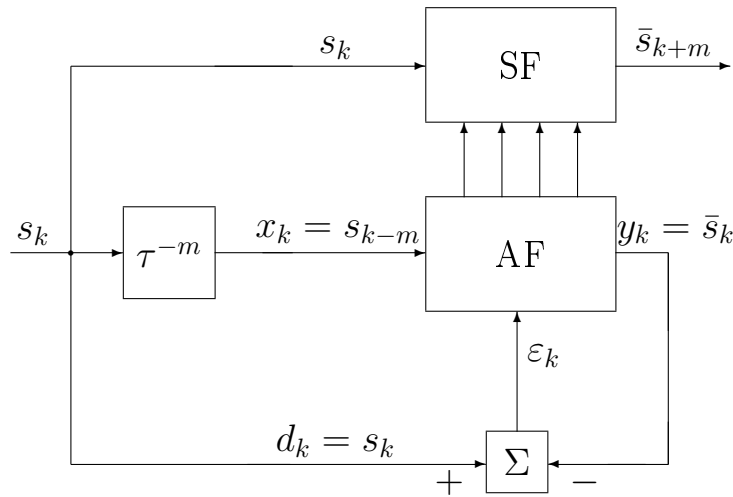 s_k
SF
s̄_{k+m}
s_k
τ^{−m}
x_k = s_{k−m}
AF
y_k = s̄_k
ε_k
d_k = s_k
Σ
+
−